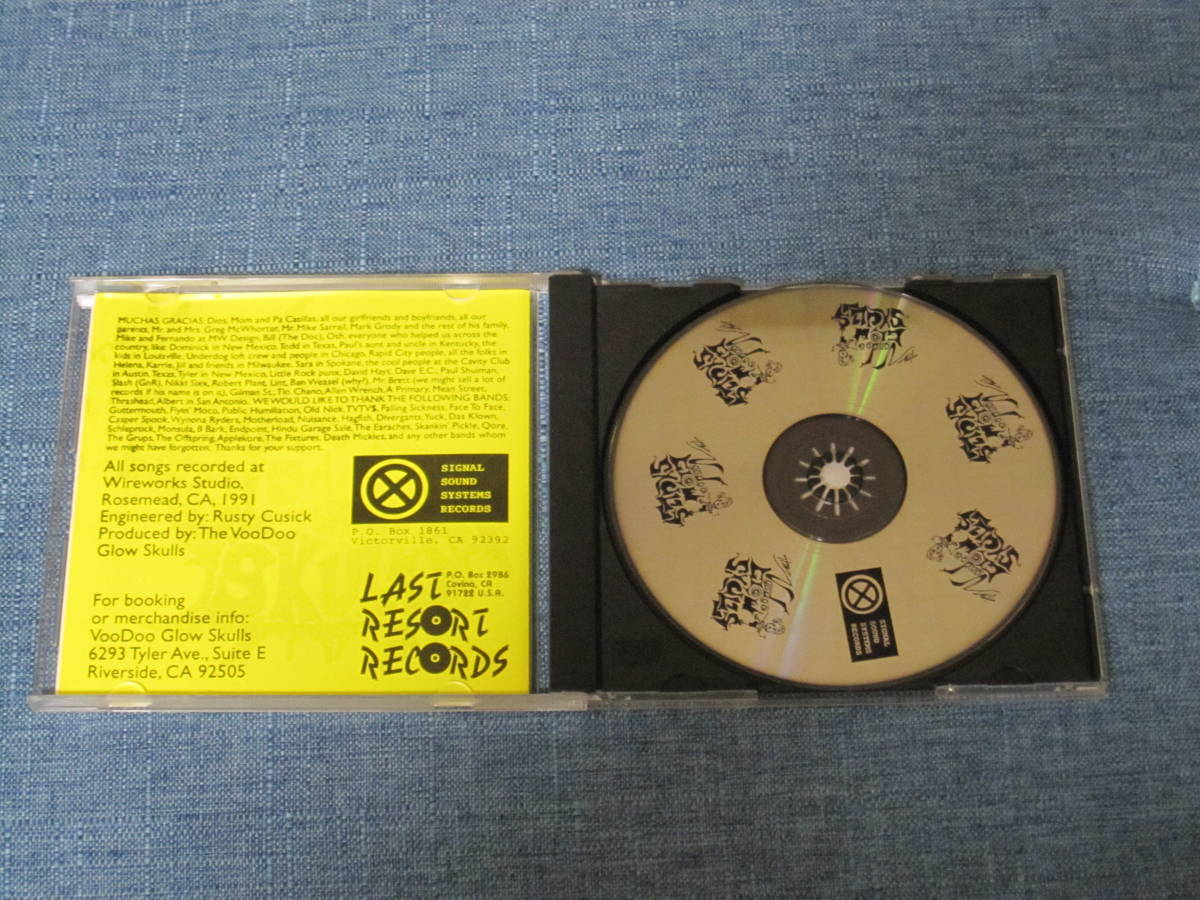 MUCHAS GRACIAS: Dios, Mom and Pa Casillas, all our girlfriends and boyfriends, all our
parents, Mr. and Mrs. Greg McWhorter, Mr. Mike Sarrail, Mark Grody and the rest of his family,
Mike and Fernando at MW Design, Bill (The Doc), Osh, everyone who helped us across the
country, like: Dominick in New Mexico; Todd in Texas, Paul's aunt and uncle in Kentucky, the
kids in Louisville, Underdog loft crew and people in Chicago, Rapid City people, all the folks in
Helena, Karrie, Jill and friends in Milwaukee, Sara in Spokane, the cool people at the Cavity Club
in Austin, Texas, Tyler in New Mexico, Little Rock punx, David Hays, Dave E.C., Paul Shuiman,
Slash (GnR), Nikki Sixx, Robert Plant, Lint, Ben Weasel (why?), Mr. Brett (we might sell a lot of
records if his name is on it), Gilman St., Tio Chano, Allen Wrench, A. Primary, Mean Street,
Thrashead, Albert in San Antonio. WE WOULD LIKE TO THANK THE FOLLOWING BANDS:
Guttermouth, Flyin' Moco, Public Humiliation, Old Nick, TVTV$, Falling Sickness, Face To Face,
Casper Spook, Wynona Ryders, Motherload, Nuisance, Hagfish, Divergants, Yuck, Das Klown,
Schleprock, Monsula, 8 Bark, Endpoint, Hindu Garage Sale, The Earaches, Skankin' Pickle, Qore,
The Grups, The Offspring, Applekore, The Fixtures, Death Mickies, and any other bands whom
we might have forgotten. Thanks for your support.
All songs recorded at
Wireworks Studio,
Rosemead, CA, 1991
Engineered by: Rusty Cusick
Produced by: The VooDoo
Glow Skulls
For booking
or merchandise info:
VooDoo Glow Skulls
6293 Tyler Ave., Suite E
Riverside, CA 92505
SIGNAL
SOUND
SYSTEMS
RECORDS
P.O. Box 1861
Victorville, CA 92392
LAST
RESORT
RECORDS
P.O. Box 2986
Covina, CA
91722 U.S.A.
SIGNAL
SOUND
SYSTEMS
RECORDS